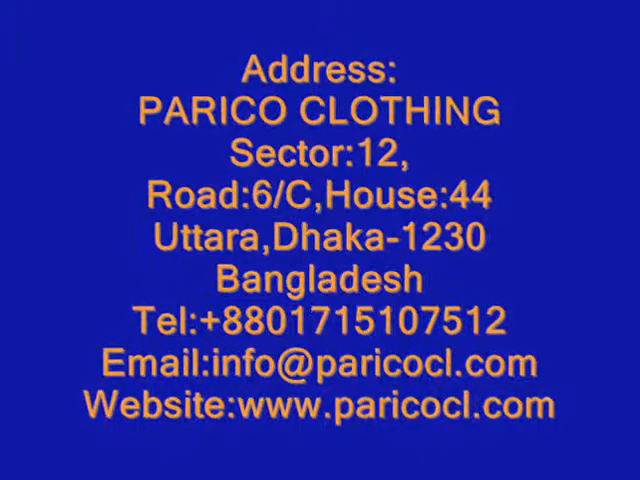 Address:
PARICO CLOTHING
Sector:12,
Road:6/C,House:44
Uttara,Dhaka-1230
Bangladesh
Tel:+8801715107512
Email:info@paricocl.com
Website:www.paricocl.com